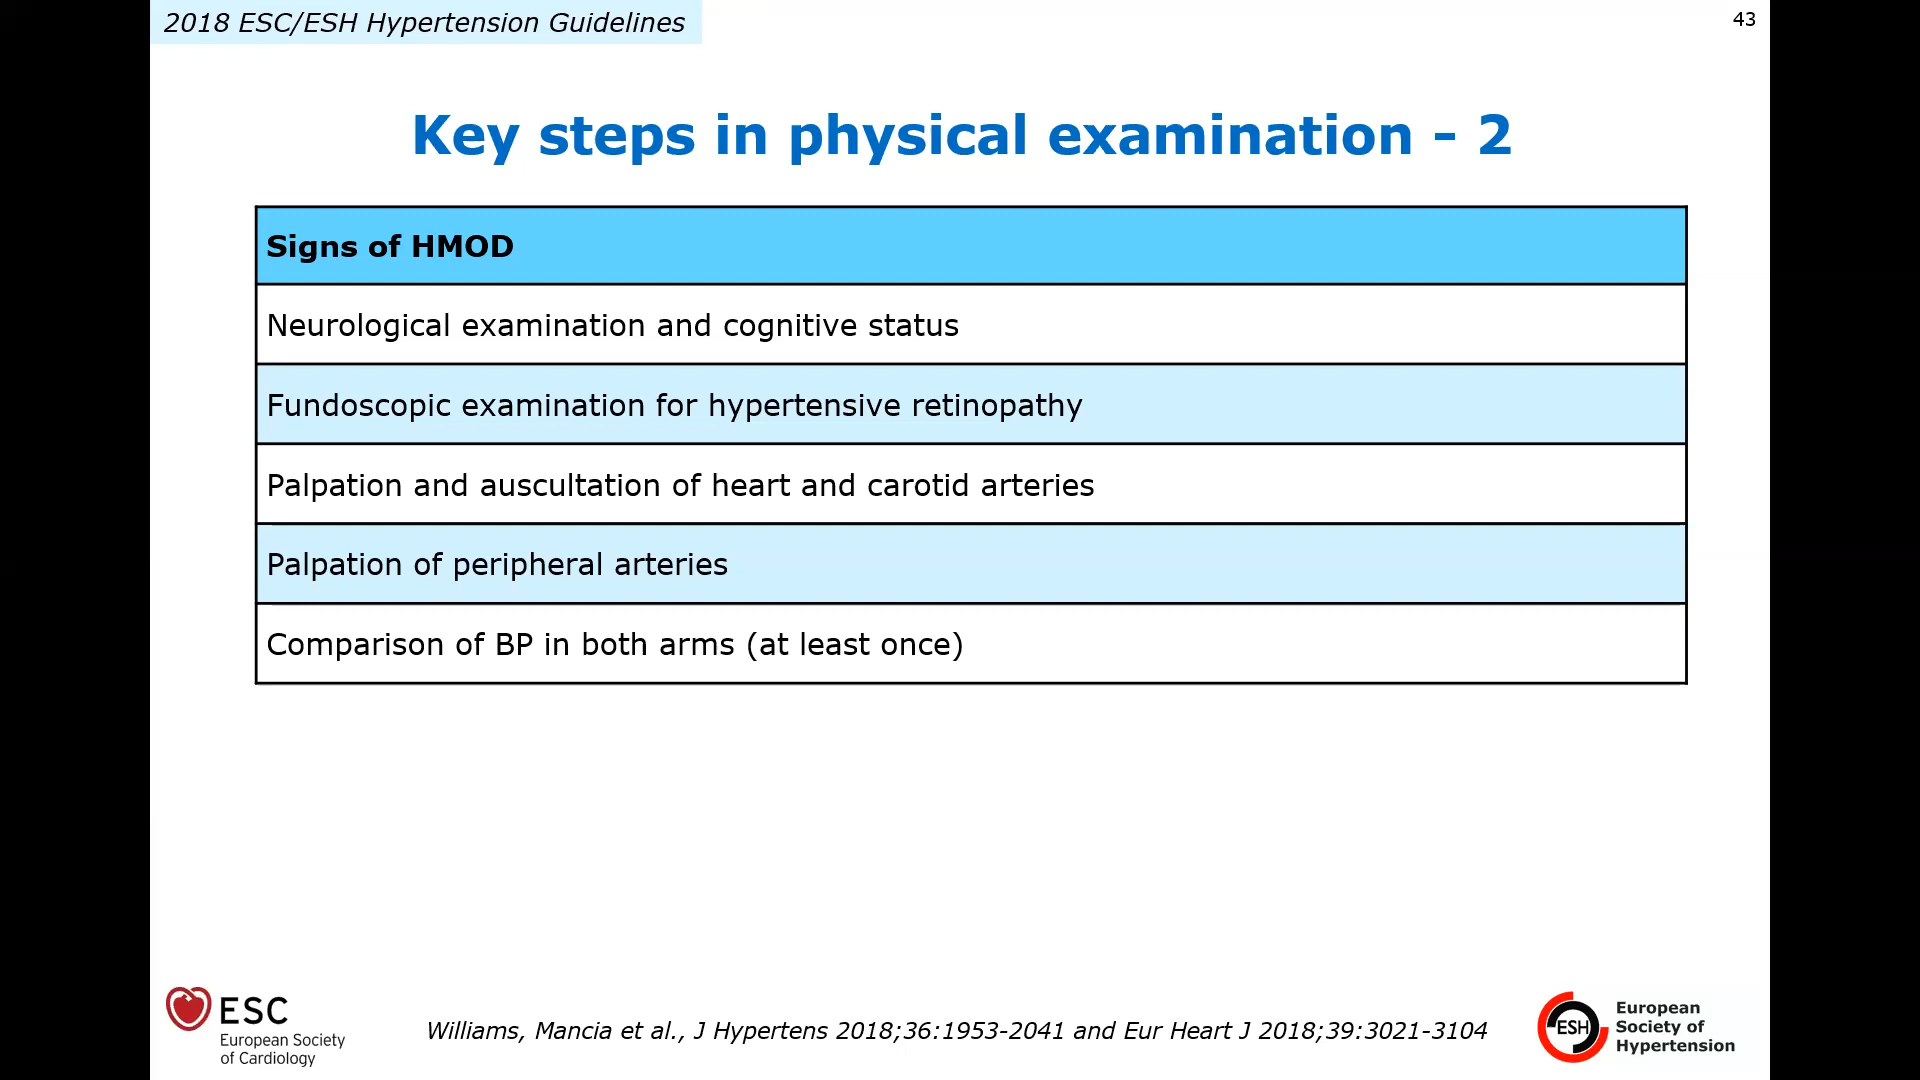 2018 ESC/ESH Hypertension Guidelines
43
Key steps in physical examination - 2
Signs of HMOD
Neurological examination and cognitive status
Fundoscopic examination for hypertensive retinopathy
Palpation and auscultation of heart and carotid arteries
Palpation of peripheral arteries
Comparison of BP in both arms (at least once)
ESC
European Society
of Cardiology
Williams, Mancia et al., J Hypertens 2018;36:1953-2041 and Eur Heart J 2018;39:3021-3104
ESH
European
Society of
Hypertension